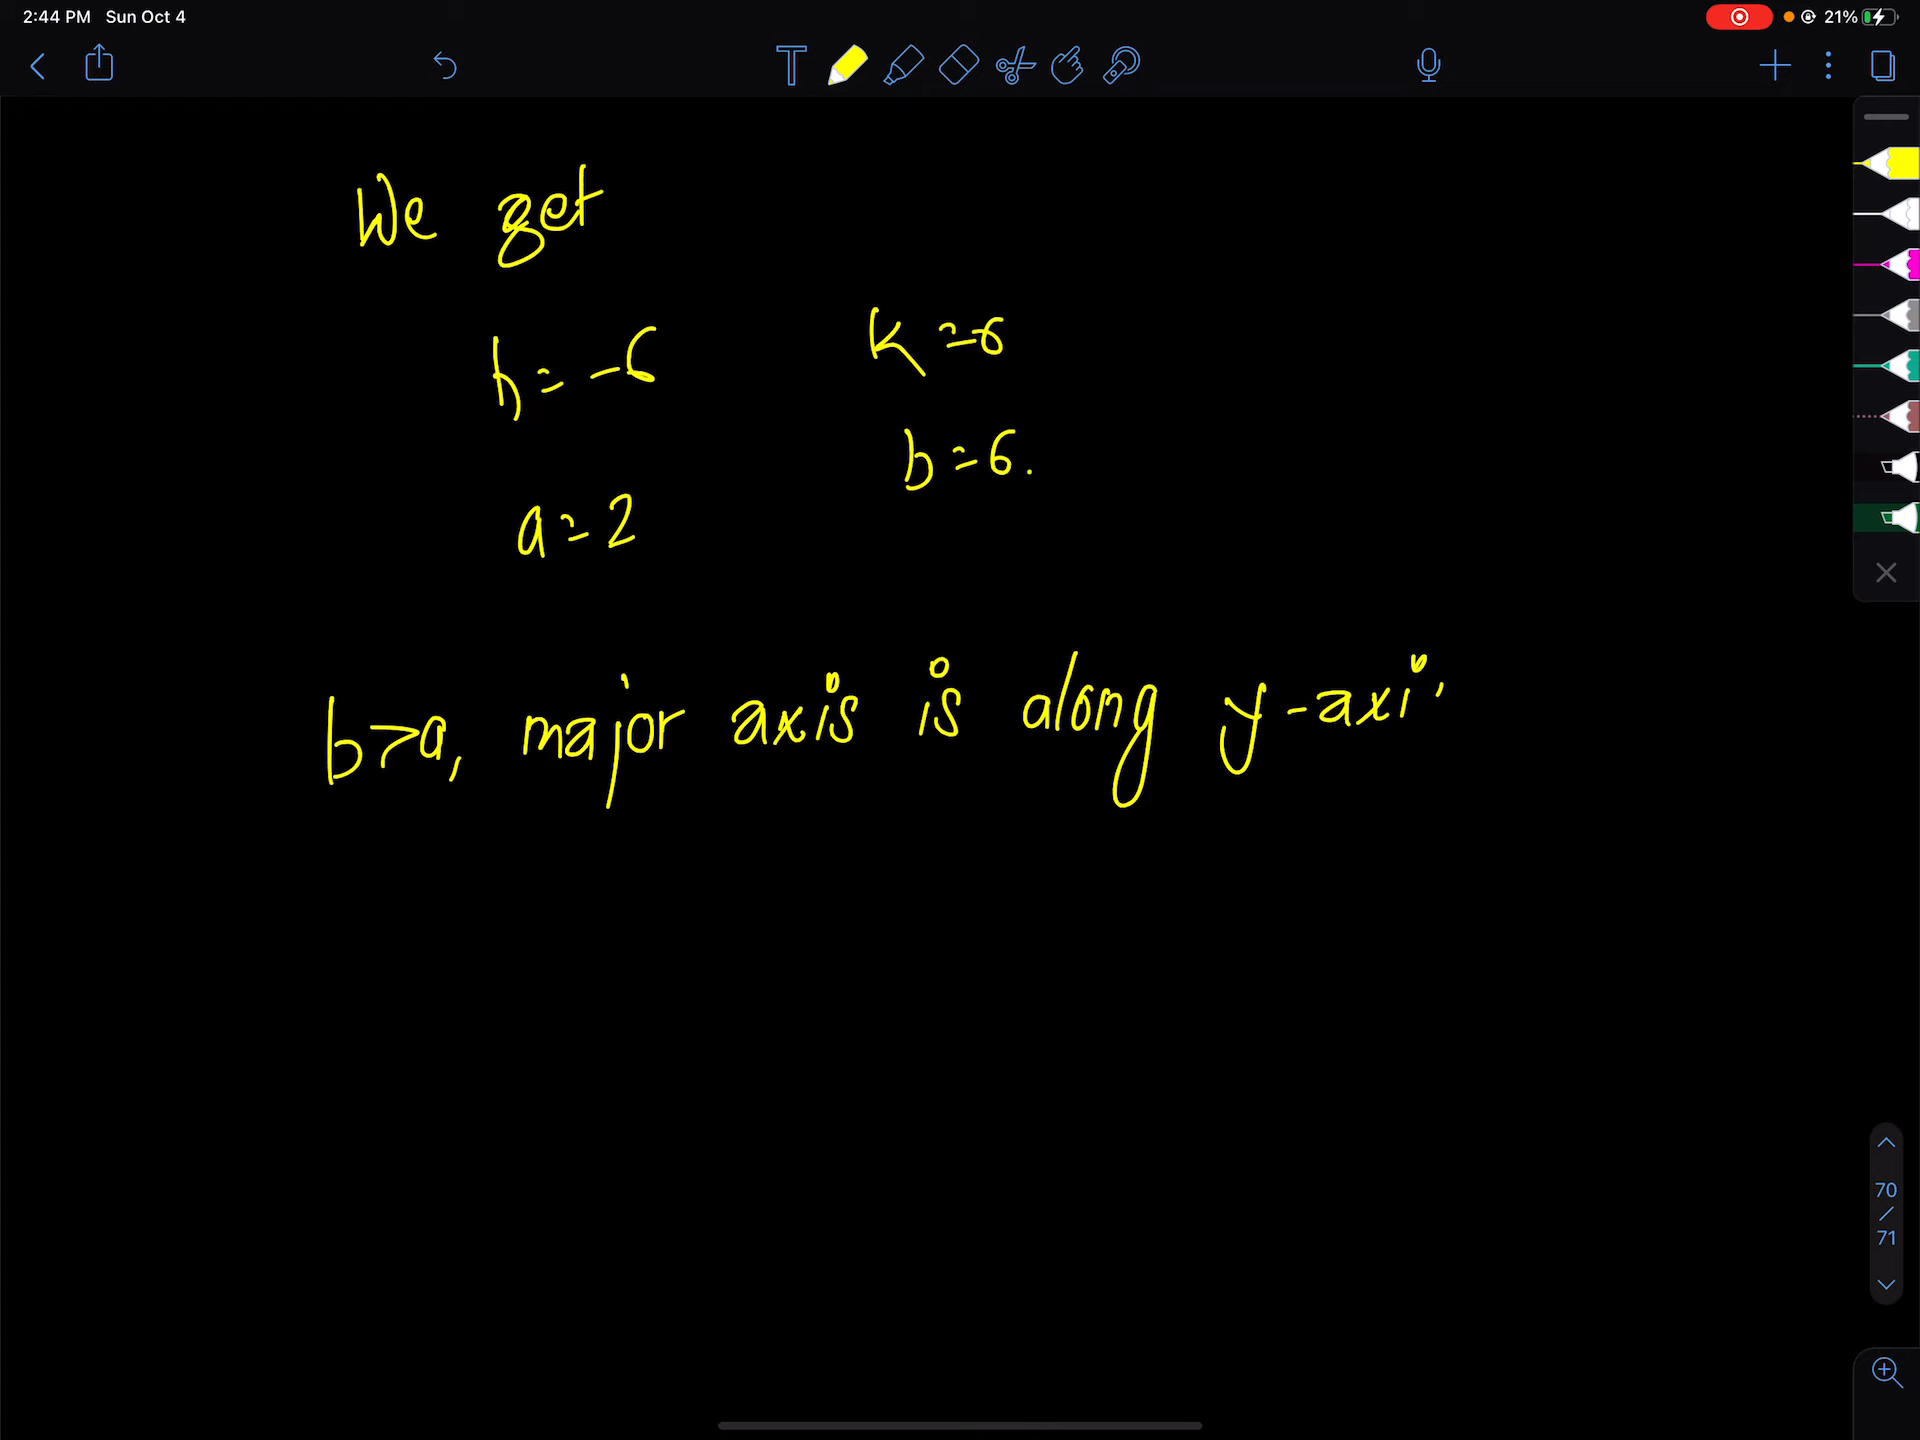 2:44 PM Sun Oct 4
21%
We get
h = -6
k = -6
b = 6.
a = 2
b > a, major axis is along y-axi
70
/
71